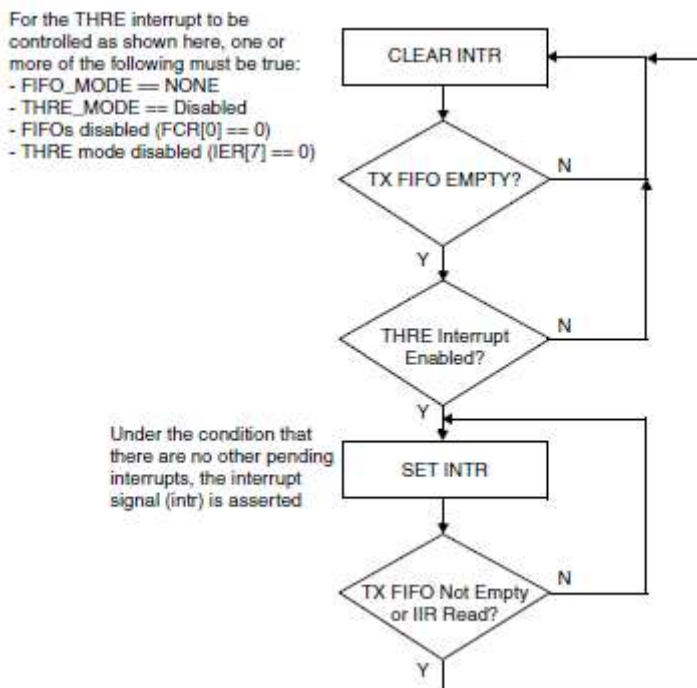 For the THRE interrupt to be
controlled as shown here, one or
more of the following must be true:
- FIFO_MODE == NONE
- THRE_MODE == Disabled
- FIFOs disabled (FCR[0] == 0)
- THRE mode disabled (IER[7] == 0)
CLEAR INTR
TX FIFO EMPTY?
N
Y
THRE Interrupt
Enabled?
N
Y
Under the condition that
there are no other pending
interrupts, the interrupt
signal (intr) is asserted
SET INTR
TX FIFO Not Empty
or IIR Read?
N
Y